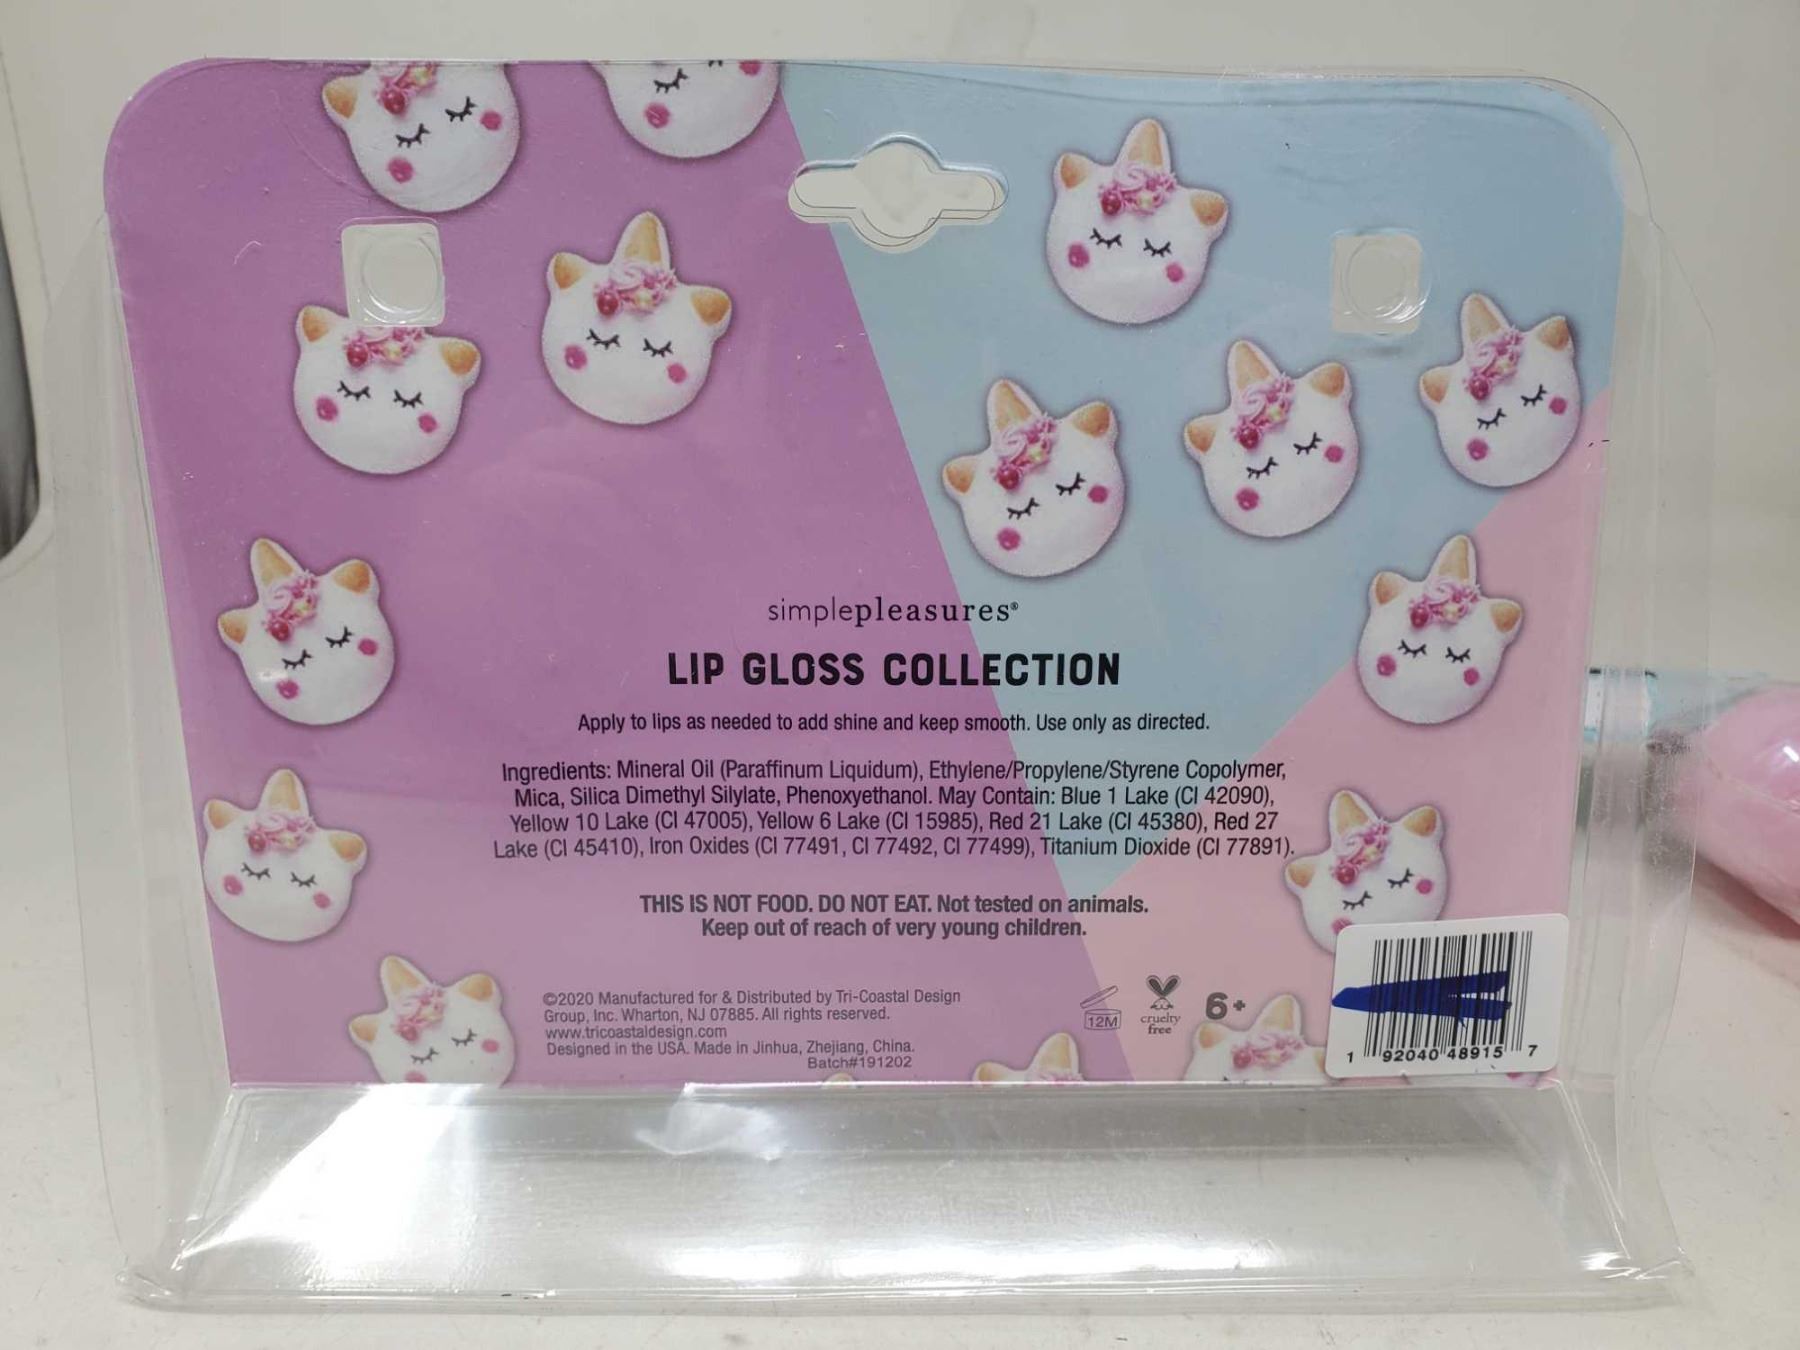 simplepleasures®
LIP GLOSS COLLECTION
Apply to lips as needed to add shine and keep smooth. Use only as directed.
Ingredients: Mineral Oil (Paraffinum Liquidum), Ethylene/Propylene/Styrene Copolymer,
Mica, Silica Dimethyl Silylate, Phenoxyethanol. May Contain: Blue 1 Lake (CI 42090),
Yellow 10 Lake (CI 47005), Yellow 6 Lake (CI 15985), Red 21 Lake (CI 45380), Red 27
Lake (CI 45410), Iron Oxides (CI 77491, CI 77492, CI 77499), Titanium Dioxide (CI 77891).
THIS IS NOT FOOD. DO NOT EAT. Not tested on animals.
Keep out of reach of very young children.
©2020 Manufactured for & Distributed by Tri-Coastal Design
Group, Inc. Wharton, NJ 07885. All rights reserved.
www.tricoastaldesign.com
Designed in the USA. Made in Jinhua, Zhejiang, China.
Batch#191202
12M
cruelty
free
6+
1 92040 48915 7